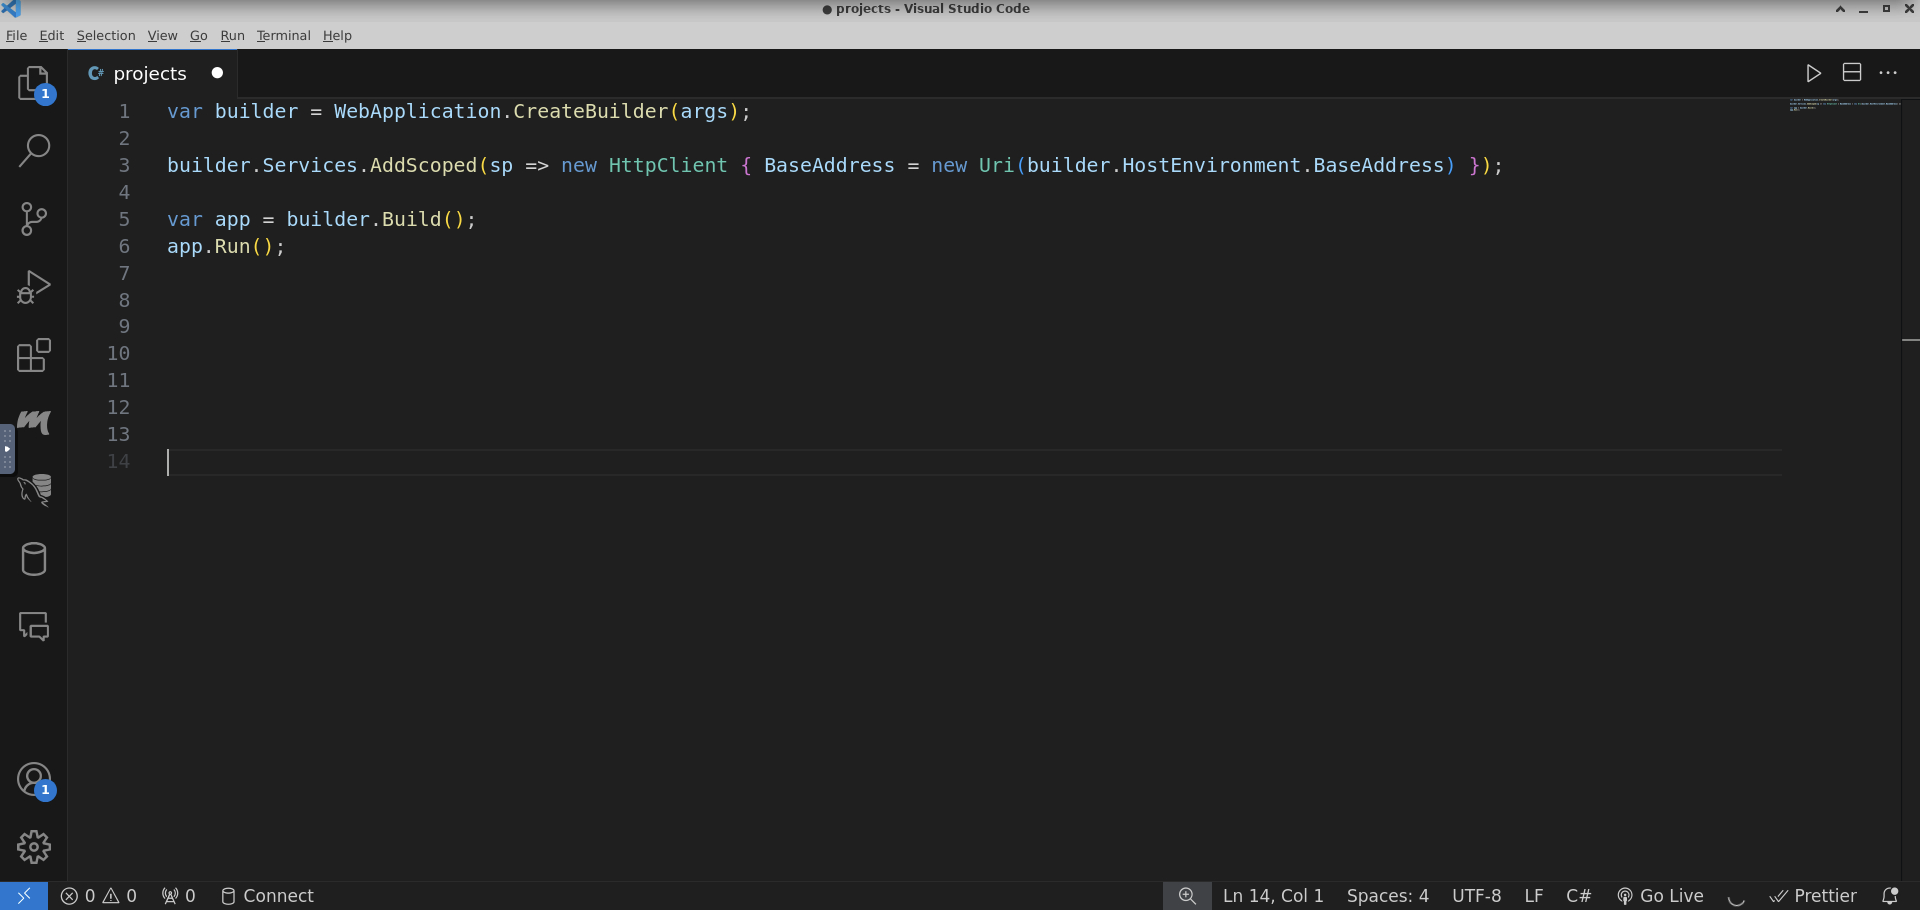 ● projects - Visual Studio Code
File Edit Selection View Go Run Terminal Help
C# projects
1 var builder = WebApplication.CreateBuilder(args);
2
3 builder.Services.AddScoped(sp => new HttpClient { BaseAddress = new Uri(builder.HostEnvironment.BaseAddress) });
4
5 var app = builder.Build();
6 app.Run();
7
8
9
10
11
12
13
14
1
1
0 0 0 Connect Ln 14, Col 1 Spaces: 4 UTF-8 LF C# Go Live Prettier